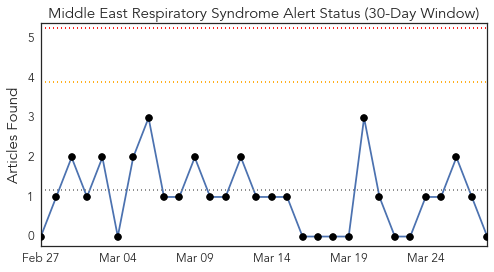 Middle East Respiratory Syndrome Alert Status (30-Day Window)
Articles Found
5
4
3
2
1
0
Feb 27 Mar 04 Mar 09 Mar 14 Mar 19 Mar 24